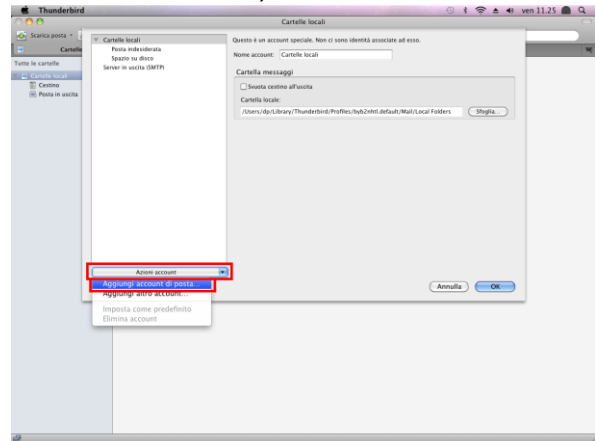 Thunderbird
ven 11.25
Cartelle locali
Scarica posta
Cartelle
Tutte le cartelle
Cartelle locali
Cestino
Posta in uscita
Cartelle locali
Posta indesiderata
Spazio su disco
Server in uscita (SMTP)
Questo è un account speciale. Non ci sono identità associate ad esso.
Nome account: Cartelle locali
Cartella messaggi
Svuota cestino all'uscita
Cartella locale:
/Users/dp/Library/Thunderbird/Profiles/byb2nhtl.default/Mail/Local Folders Sfoglia...
Azioni account
Aggiungi account di posta...
Aggiungi altro account...
Imposta come predefinito
Elimina account
Annulla OK